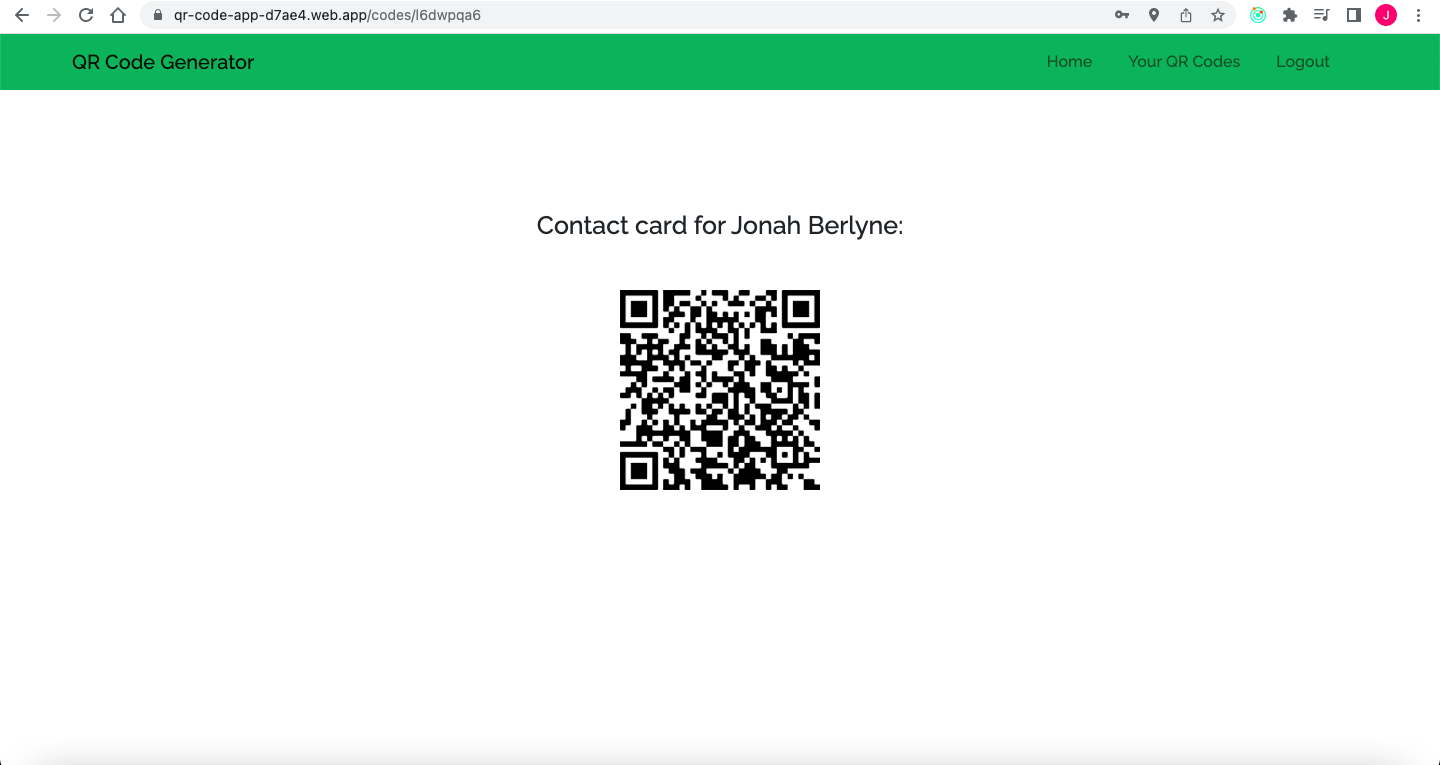 qr-code-app-d7ae4.web.app/codes/l6dwpqa6
J
QR Code Generator Home Your QR Codes Logout
Contact card for Jonah Berlyne: